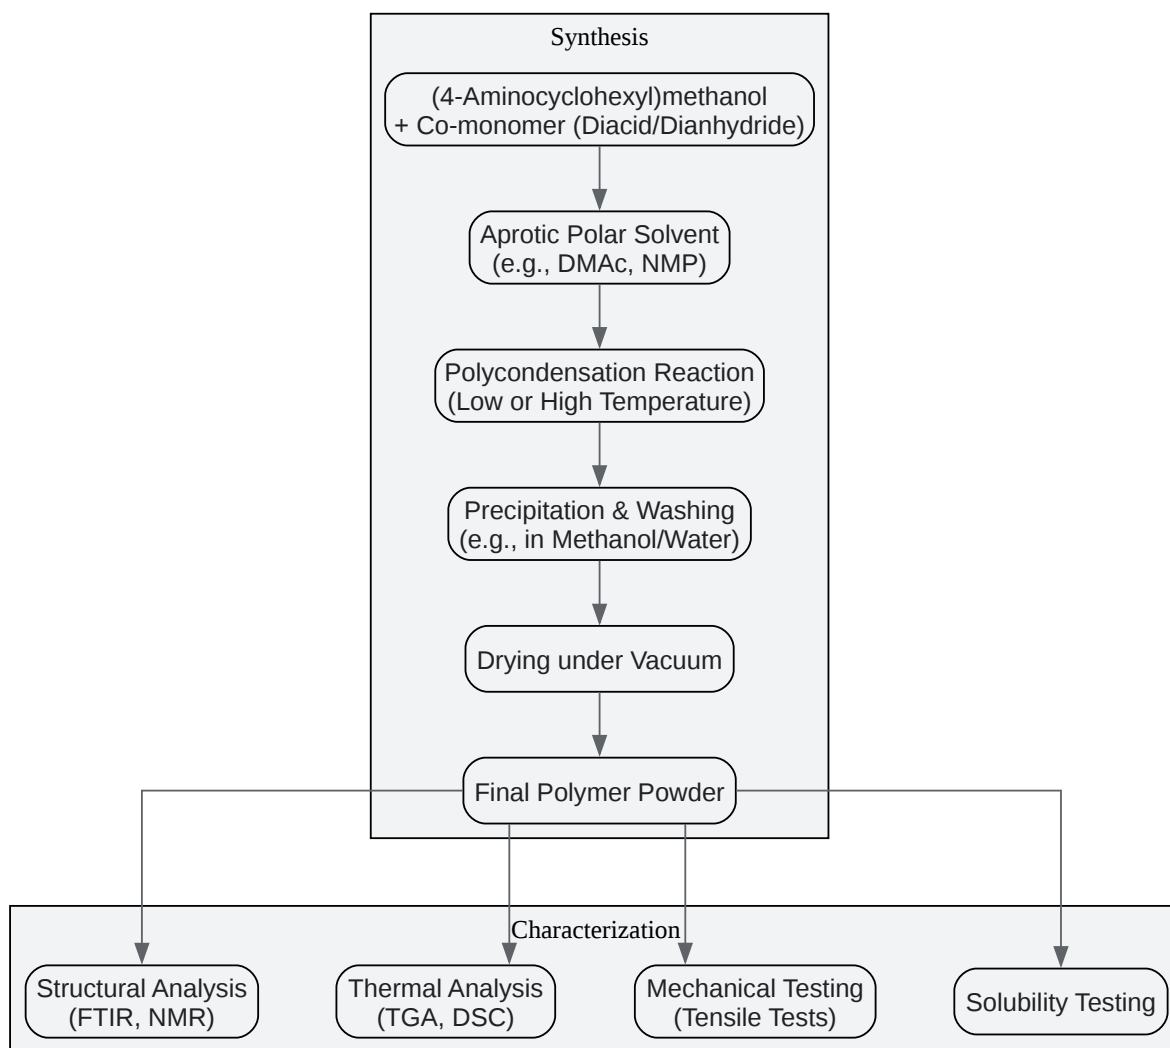 Synthesis
(4-Aminocyclohexyl)methanol
+ Co-monomer (Diacid/Dianhydride)
Aprotic Polar Solvent
(e.g., DMAc, NMP)
Polycondensation Reaction
(Low or High Temperature)
Precipitation & Washing
(e.g., in Methanol/Water)
Drying under Vacuum
Final Polymer Powder
Characterization
Structural Analysis
(FTIR, NMR)
Thermal Analysis
(TGA, DSC)
Mechanical Testing
(Tensile Tests)
Solubility Testing